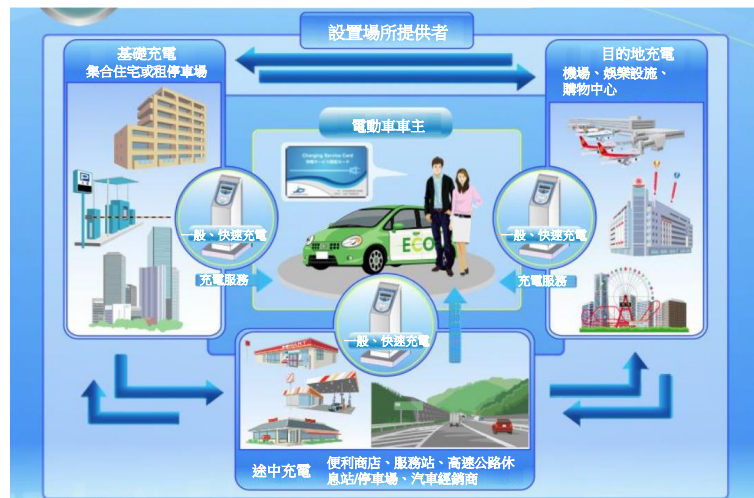 設置場所提供者
基礎充電
集合住宅或租停車場
目的地充電
機場、娛樂設施、
購物中心
電動車車主
Charging Service Card
ECO
一般、快速充電
一般、快速充電
充電服務
充電服務
一般、快速充電
途中充電
便利商店、服務站、高速公路休
息站/停車場、汽車經銷商